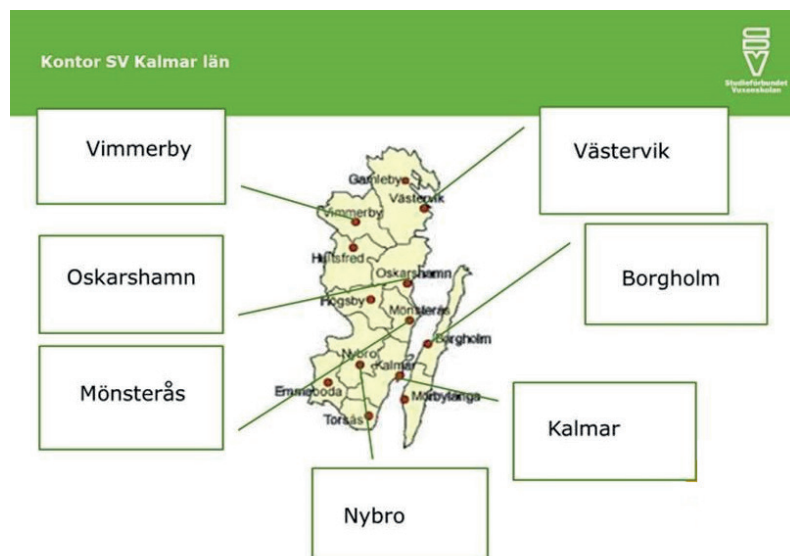 Kontor SV Kalmar län
Studieförbundet
Vuxenskolan
Vimmerby
Västervik
Oskarshamn
Borgholm
Mönsterås
Kalmar
Nybro
Gamleby
Västervik
Vimmerby
Hultsfred
Oskarshamn
Högsby
Mönsterås
Borgholm
Nybro
Kalmar
Emmaboda
Mörbylånga
Torsås